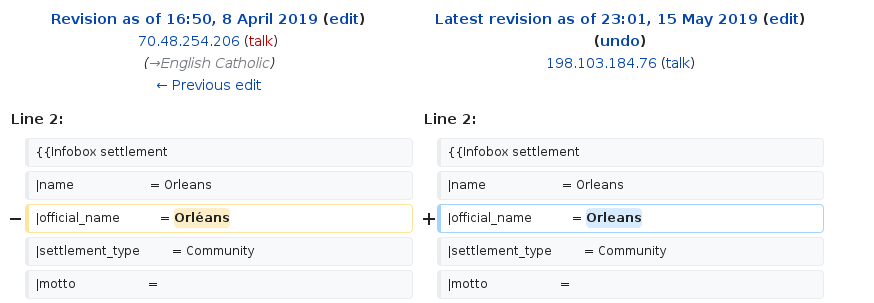 Revision as of 16:50, 8 April 2019 (edit)
70.48.254.206 (talk)
(→English Catholic)
← Previous edit
Latest revision as of 23:01, 15 May 2019 (edit)
(undo)
198.103.184.76 (talk)
Line 2:
Line 2:
{{Infobox settlement
{{Infobox settlement
|name = Orleans
|name = Orleans
− |official_name = Orléans
+ |official_name = Orleans
|settlement_type = Community
|settlement_type = Community
|motto =
|motto =